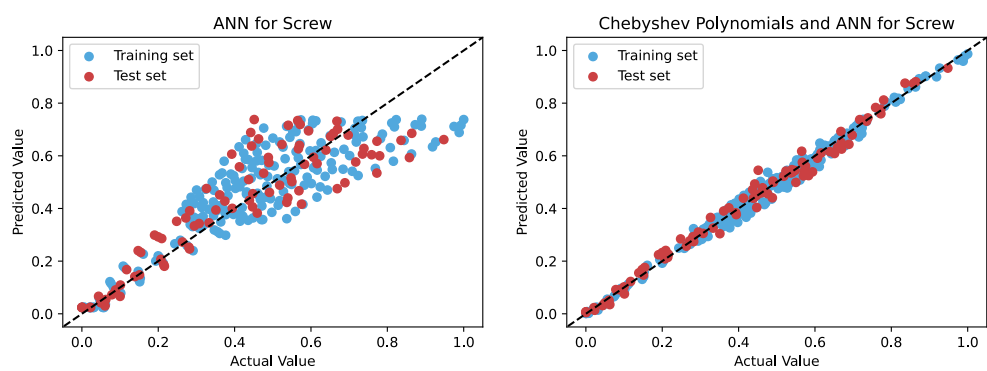 ANN for Screw
Training set
Test set
1.0
0.8
0.6
0.4
0.2
0.0
Predicted Value
0.0 0.2 0.4 0.6 0.8 1.0
Actual Value
Chebyshev Polynomials and ANN for Screw
Training set
Test set
1.0
0.8
0.6
0.4
0.2
0.0
Predicted Value
0.0 0.2 0.4 0.6 0.8 1.0
Actual Value